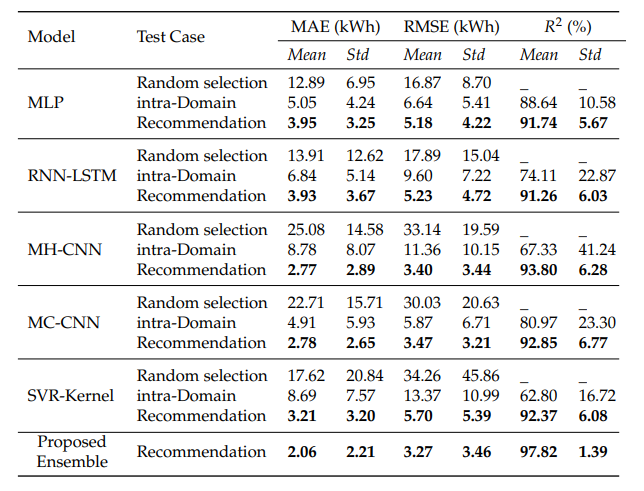 Model Test Case MAE (kWh) RMSE (kWh) R² (%)
Mean Std Mean Std Mean Std
Random selection 12.89 6.95 16.87 8.70 _ _
MLP intra-Domain 5.05 4.24 6.64 5.41 88.64 10.58
Recommendation 3.95 3.25 5.18 4.22 91.74 5.67
Random selection 13.91 12.62 17.89 15.04 _ _
RNN-LSTM intra-Domain 6.84 5.14 9.60 7.22 74.11 22.87
Recommendation 3.93 3.67 5.23 4.72 91.26 6.03
Random selection 25.08 14.58 33.14 19.59 _ _
MH-CNN intra-Domain 8.78 8.07 11.36 10.15 67.33 41.24
Recommendation 2.77 2.89 3.40 3.44 93.80 6.28
Random selection 22.71 15.71 30.03 20.63 _ _
MC-CNN intra-Domain 4.91 5.93 5.87 6.71 80.97 23.30
Recommendation 2.78 2.65 3.47 3.21 92.85 6.77
Random selection 17.62 20.84 34.26 45.86 _ _
SVR-Kernel intra-Domain 8.69 7.57 13.37 10.99 62.80 16.72
Recommendation 3.21 3.20 5.70 5.39 92.37 6.08
Proposed
Ensemble Recommendation 2.06 2.21 3.27 3.46 97.82 1.39